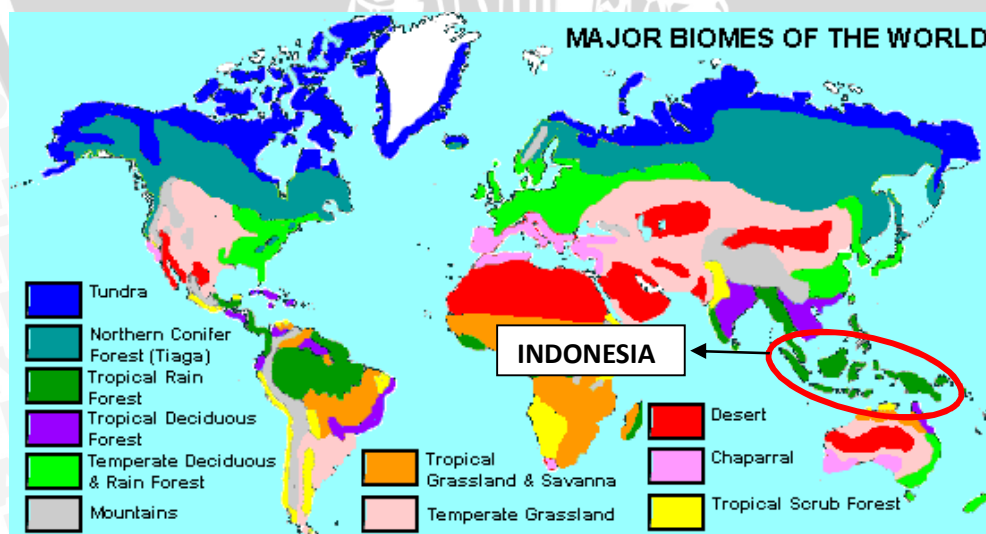 MAJOR BIOMES OF THE WORLD
INDONESIA
Tundra
Northern Conifer
Forest (Tiaga)
Tropical Rain
Forest
Tropical Deciduous
Forest
Temperate Deciduous
& Rain Forest
Mountains
Tropical
Grassland & Savanna
Temperate Grassland
Desert
Chaparral
Tropical Scrub Forest